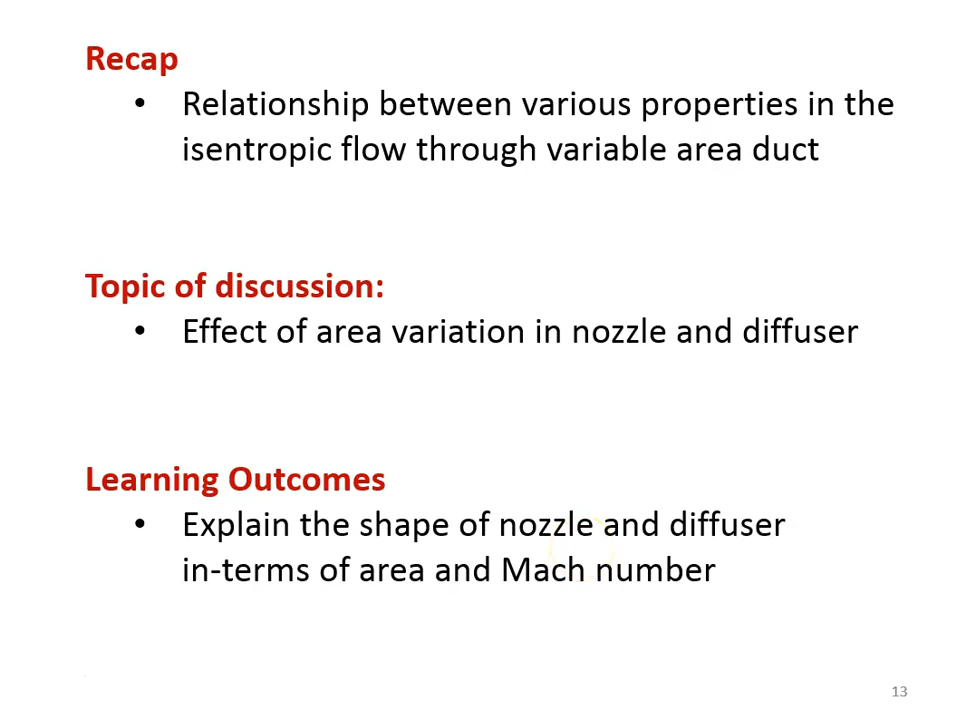 Recap
• Relationship between various properties in the
isentropic flow through variable area duct
Topic of discussion:
• Effect of area variation in nozzle and diffuser
Learning Outcomes
• Explain the shape of nozzle and diffuser
in-terms of area and Mach number
13